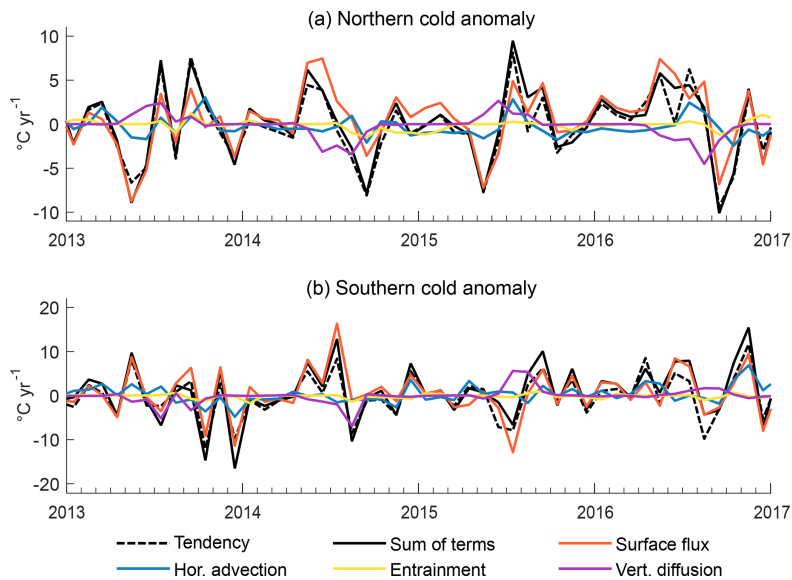 (a) Northern cold anomaly
10
5
0
-5
-10
°C yr-1
2013 2014 2015 2016 2017
(b) Southern cold anomaly
20
10
0
-10
-20
°C yr-1
2013 2014 2015 2016 2017
Tendency Sum of terms Surface flux
Hor. advection Entrainment Vert. diffusion